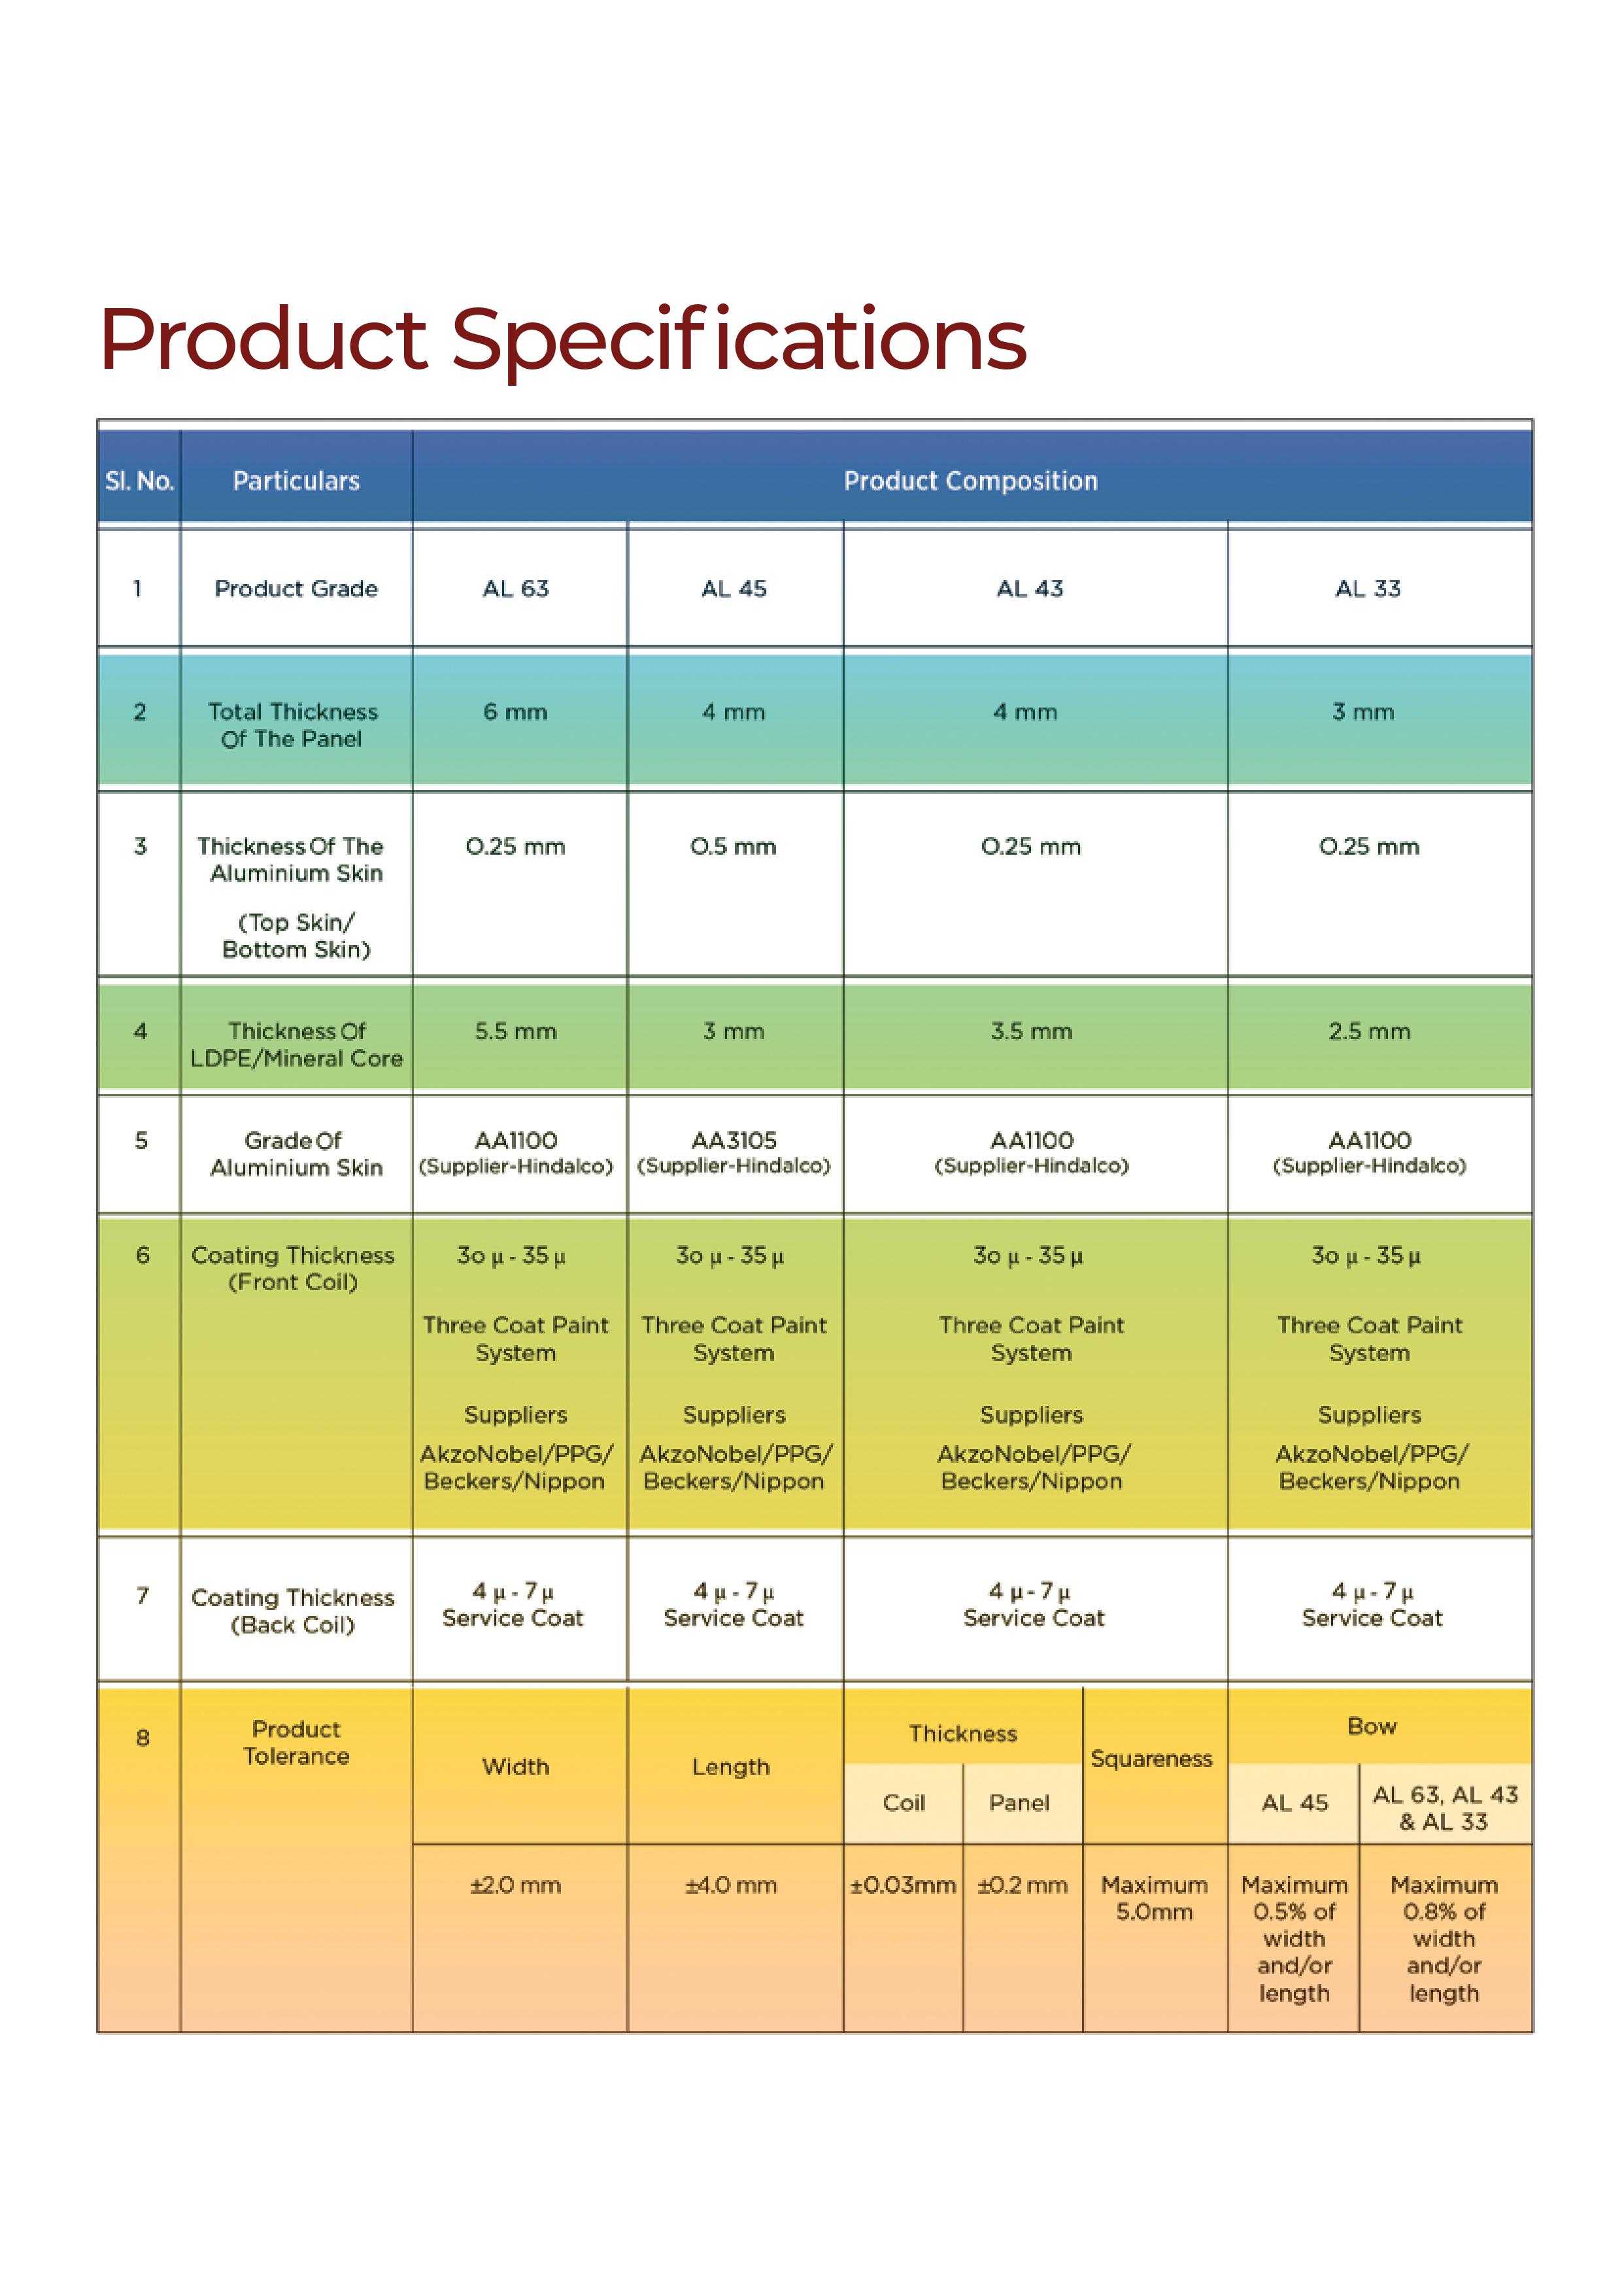 Product Specifications
Sl. No. Particulars Product Composition
1 Product Grade AL 63 AL 45 AL 43 AL 33
2 Total Thickness 6 mm 4 mm 4 mm 3 mm
Of The Panel
3 Thickness Of The 0.25 mm 0.5 mm 0.25 mm 0.25 mm
Aluminium Skin
(Top Skin/
Bottom Skin)
4 Thickness Of 5.5 mm 3 mm 3.5 mm 2.5 mm
LDPE/Mineral Core
5 Grade Of AA1100 AA3105 AA1100 AA1100
Aluminium Skin (Supplier-Hindalco) (Supplier-Hindalco) (Supplier-Hindalco) (Supplier-Hindalco)
6 Coating Thickness 3o µ - 35 µ 3o µ - 35 µ 3o µ - 35 µ 3o µ - 35 µ
(Front Coil)
Three Coat Paint Three Coat Paint Three Coat Paint Three Coat Paint
System System System System
Suppliers Suppliers Suppliers Suppliers
AkzoNobel/PPG/ AkzoNobel/PPG/ AkzoNobel/PPG/ AkzoNobel/PPG/
Beckers/Nippon Beckers/Nippon Beckers/Nippon Beckers/Nippon
7 Coating Thickness 4 µ - 7 µ 4 µ - 7 µ 4 µ - 7 µ 4 µ - 7 µ
(Back Coil) Service Coat Service Coat Service Coat Service Coat
8 Product Width Length Thickness Squareness Bow
Tolerance
Coil Panel AL 45 AL 63, AL 43
& AL 33
±2.0 mm ±4.0 mm ±0.03mm ±0.2 mm Maximum Maximum Maximum
5.0mm 0.5% of 0.8% of
width width
and/or and/or
length length